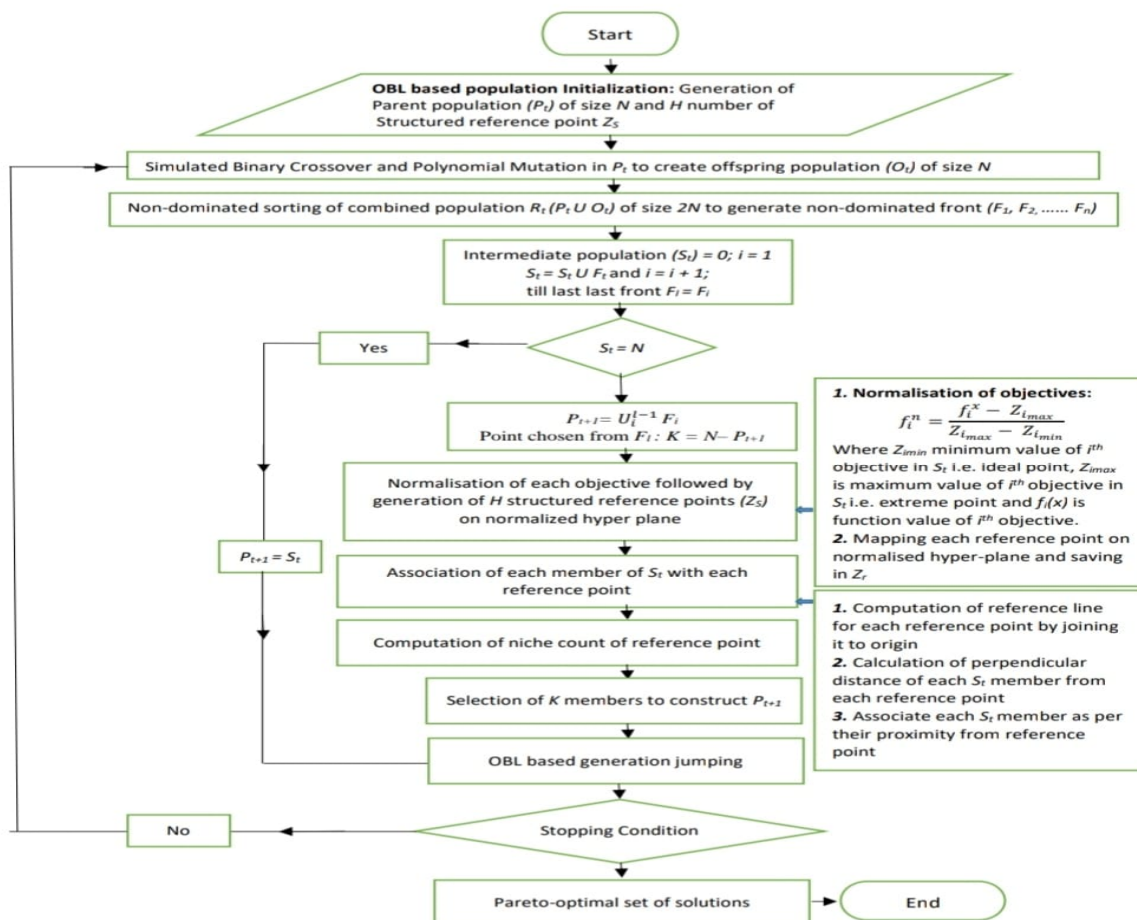 Start
OBL based population Initialization: Generation of
Parent population (Pt) of size N and H number of
Structured reference point ZS
Simulated Binary Crossover and Polynomial Mutation in Pt to create offspring population (Ot) of size N
Non-dominated sorting of combined population Rt (Pt U Ot) of size 2N to generate non-dominated front (F1, F2, ...... Fn)
Intermediate population (St) = 0; i = 1
St = St U Ft and i = i + 1;
till last last front Fl = Fi
St = N
Yes
Pt+1 = U_i^{l−1} Fi
Point chosen from Fl : K = N− Pt+1
Normalisation of each objective followed by
generation of H structured reference points (ZS)
on normalized hyper plane
Pt+1 = St
Association of each member of St with each
reference point
Computation of niche count of reference point
Selection of K members to construct Pt+1
OBL based generation jumping
1. Normalisation of objectives:
f_i^n = (f_i^x − Z_{i_max}) / (Z_{i_max} − Z_{i_min})
Where Zimin minimum value of ith
objective in St i.e. ideal point, Zimax
is maximum value of ith objective in
St i.e. extreme point and fi(x) is
function value of ith objective.
2. Mapping each reference point on
normalised hyper-plane and saving
in Zr
1. Computation of reference line
for each reference point by joining
it to origin
2. Calculation of perpendicular
distance of each St member from
each reference point
3. Associate each St member as per
their proximity from reference
point
No
Stopping Condition
Pareto-optimal set of solutions
End